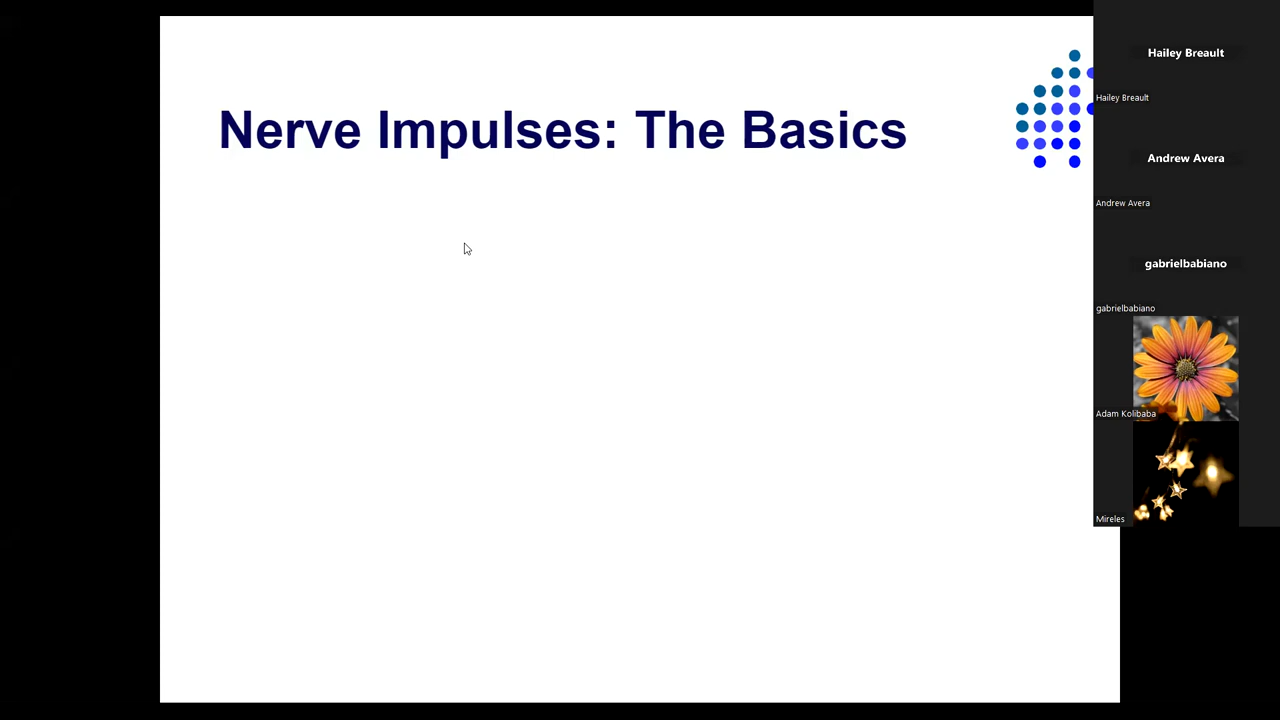 Nerve Impulses: The Basics
Hailey Breault
Hailey Breault
Andrew Avera
Andrew Avera
gabrielbabiano
gabrielbabiano
Adam Kolibaba
Mireles